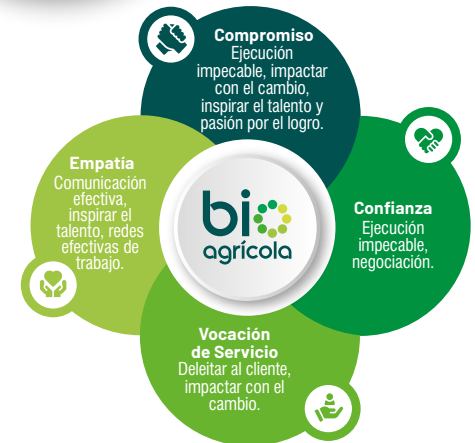 Compromiso
Ejecución
impecable, impactar
con el cambio,
inspirar el talento y
pasión por el logro.
Empatía
Comunicación
efectiva,
inspirar el
talento, redes
efectivas de
trabajo.
bio
agrícola
Confianza
Ejecución
impecable,
negociación.
Vocación
de Servicio
Deleitar al cliente,
impactar con el
cambio.